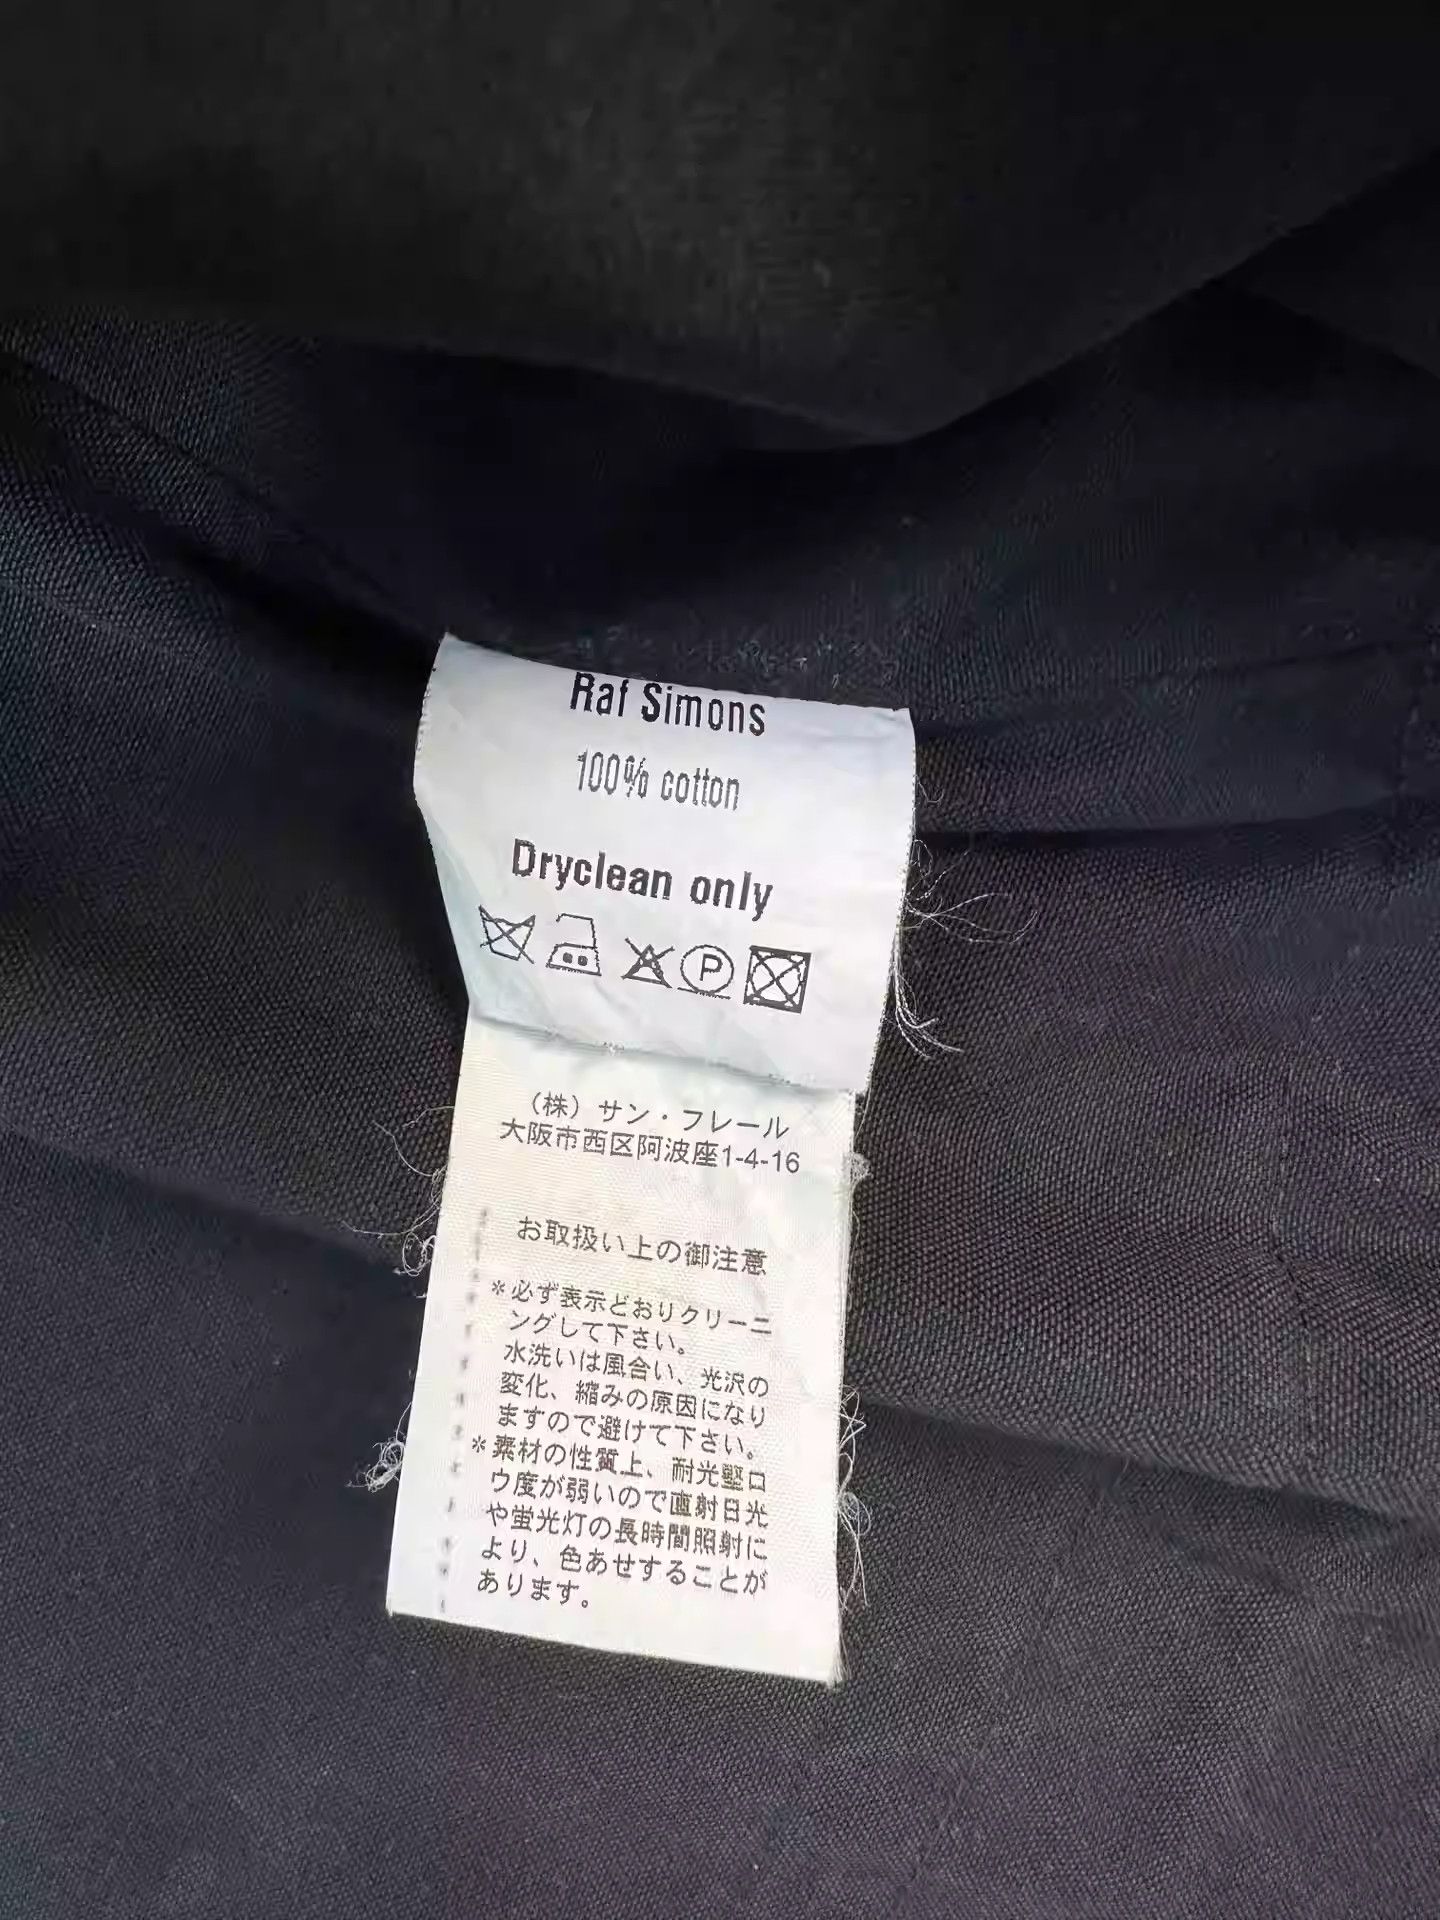 Raf Simons
100% cotton
Dryclean only
P
（株）サン・フレール
大阪市西区阿波座1-4-16
お取扱い上の御注意
＊必ず表示どおりクリーニ
ングして下さい。
水洗いは風合い、光沢の
変化、縮みの原因になり
ますので避けて下さい。
＊素材の性質上、耐光堅ロ
ウ度が弱いので直射日光
や蛍光灯の長時間照射に
より、色あせすることが
あります。